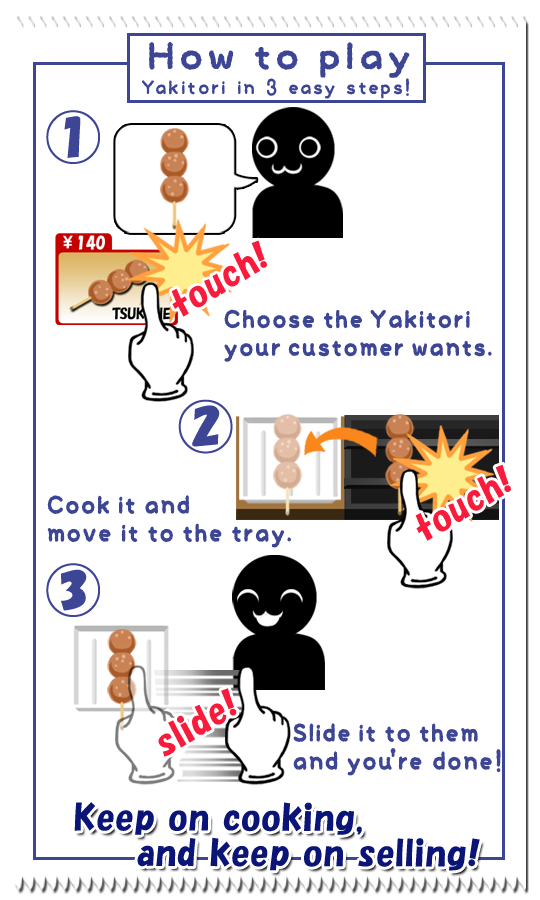 How to play
Yakitori in 3 easy steps!
1
¥140
touch!
Choose the Yakitori
your customer wants.
2
touch!
Cook it and
move it to the tray.
3
slide!
Slide it to them
and you're done!
Keep on cooking,
and keep on selling!